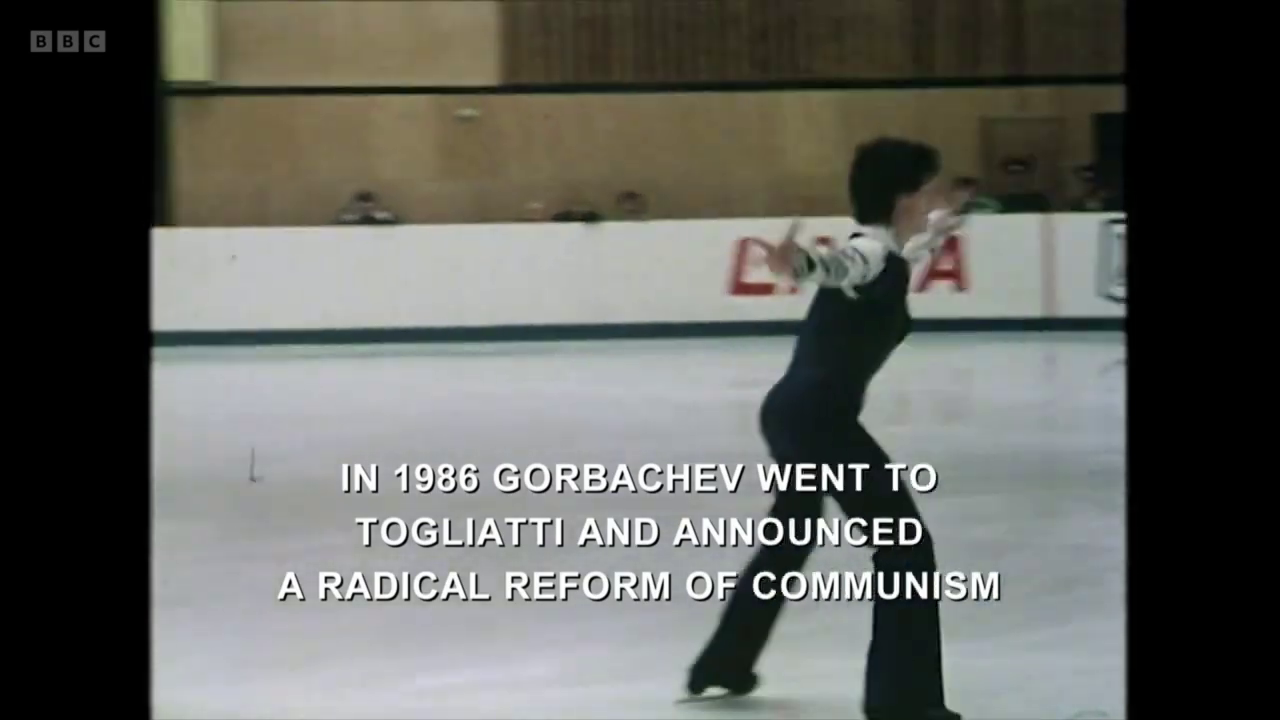 BBC
IN 1986 GORBACHEV WENT TO
TOGLIATTI AND ANNOUNCED
A RADICAL REFORM OF COMMUNISM